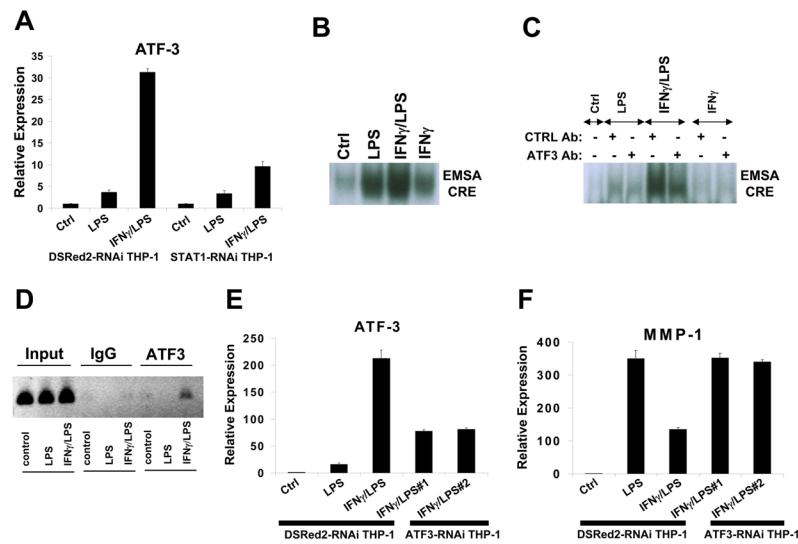 A
ATF-3
Relative Expression
35
30
25
20
15
10
5
0
Ctrl
LPS
IFNγ/LPS
Ctrl
LPS
IFNγ/LPS
DSRed2-RNAi THP-1
STAT1-RNAi THP-1
B
Ctrl
LPS
IFNγ/LPS
IFNγ
EMSA
CRE
C
Ctrl
LPS
IFNγ/LPS
IFNγ
CTRL Ab: - + - + - + -
ATF3 Ab: - - + - + - +
EMSA
CRE
D
Input IgG ATF3
control
LPS
IFNγ/LPS
control
LPS
IFNγ/LPS
control
LPS
IFNγ/LPS
E
ATF-3
Relative Expression
250
200
150
100
50
0
Ctrl
LPS
IFNγ/LPS
IFNγ/LPS#1
IFNγ/LPS#2
DSRed2-RNAi THP-1
ATF3-RNAi THP-1
F
MMP-1
Relative Expression
400
300
200
100
0
Ctrl
LPS
IFNγ/LPS
IFNγ/LPS#1
IFNγ/LPS#2
DSRed2-RNAi THP-1
ATF3-RNAi THP-1